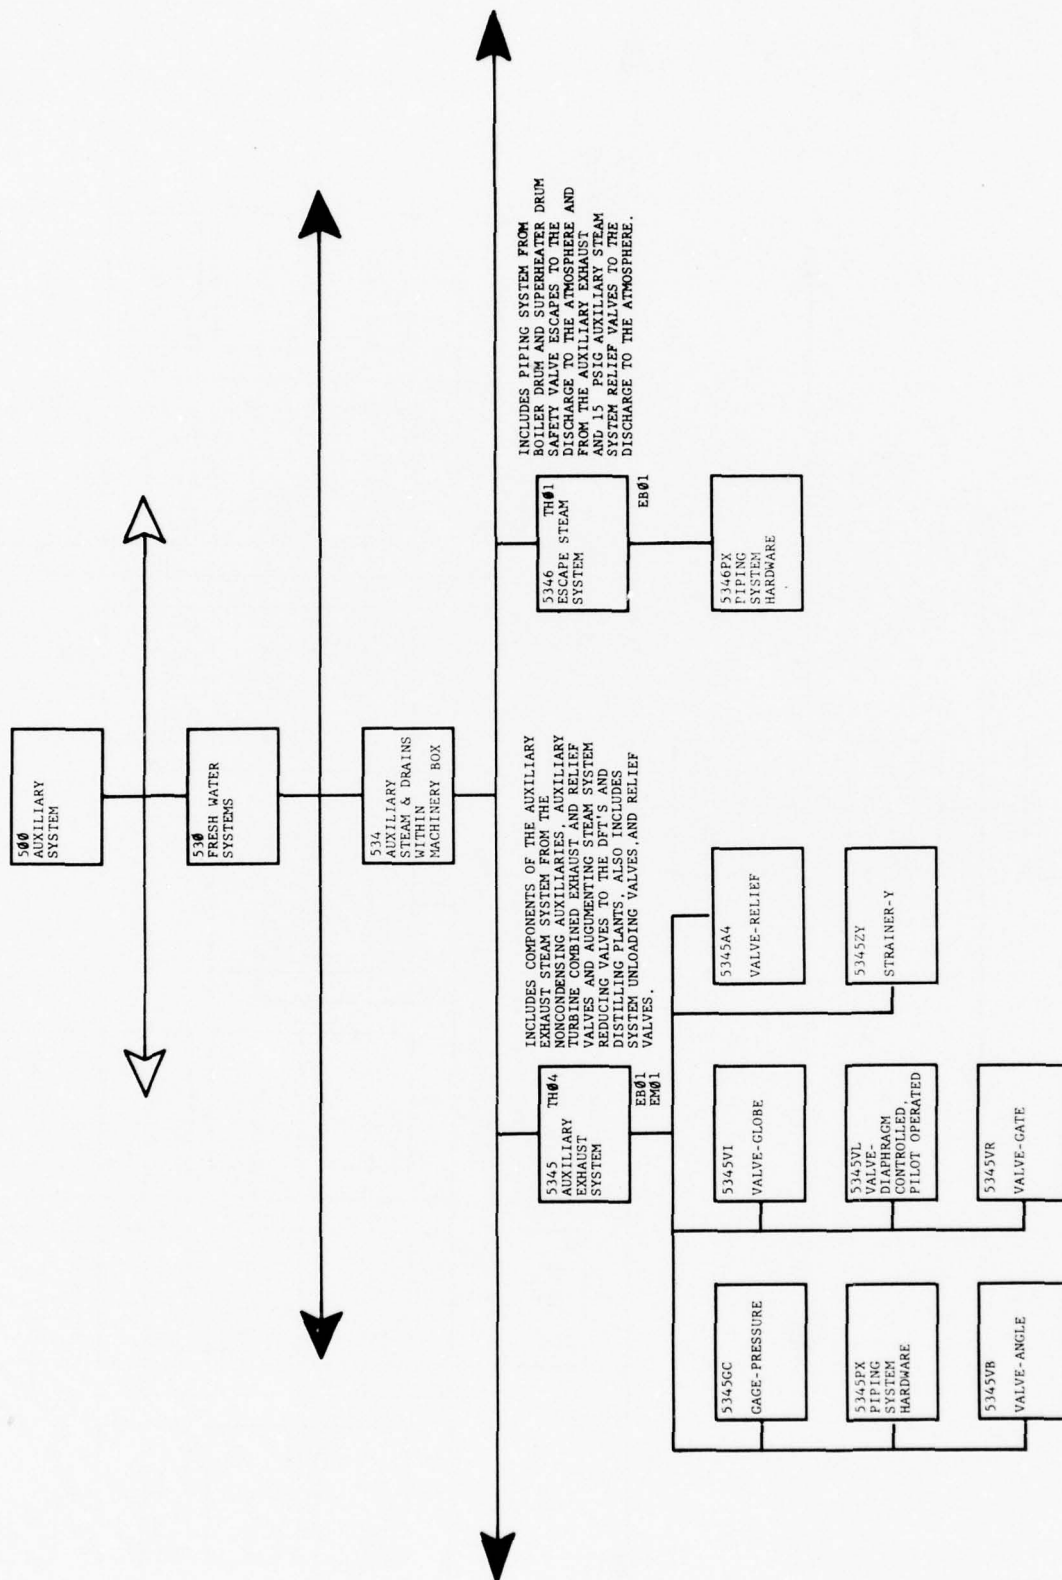 500
AUXILIARY
SYSTEM
530
FRESH WATER
SYSTEMS
534
AUXILIARY
STEAM & DRAINS
WITHIN
MACHINERY BOX
5345 TH04
AUXILIARY
EXHAUST
SYSTEM
INCLUDES COMPONENTS OF THE AUXILIARY
EXHAUST STEAM SYSTEM FROM THE
NONCONDENSING AUXILIARIES, AUXILIARY
TURBINE COMBINED EXHAUST AND RELIEF
VALVES AND AUGUMENTING STEAM SYSTEM
REDUCING VALVES TO THE DFT'S AND
DISTILLING PLANTS. ALSO INCLUDES
SYSTEM UNLOADING VALVES, AND RELIEF
VALVES.
EB01
EM01
5346 TH01
ESCAPE STEAM
SYSTEM
INCLUDES PIPING SYSTEM FROM
BOILER DRUM AND SUPERHEATER DRUM
SAFETY VALVE ESCAPES TO THE
DISCHARGE TO THE ATMOSPHERE AND
FROM THE AUXILIARY EXHAUST
AND 15 PSIG AUXILIARY STEAM
SYSTEM RELIEF VALVES TO THE
DISCHARGE TO THE ATMOSPHERE.
EB01
5345GC
GAGE-PRESSURE
5345VI
VALVE-GLOBE
5345A4
VALVE-RELIEF
5346PX
PIPING
SYSTEM
HARDWARE
5345PX
PIPING
SYSTEM
HARDWARE
5345VL
VALVE-
DIAPHRAGM
CONTROLLED,
PILOT OPERATED
5345ZY
STRAINER-Y
5345VB
VALVE-ANGLE
5345VR
VALVE-GATE